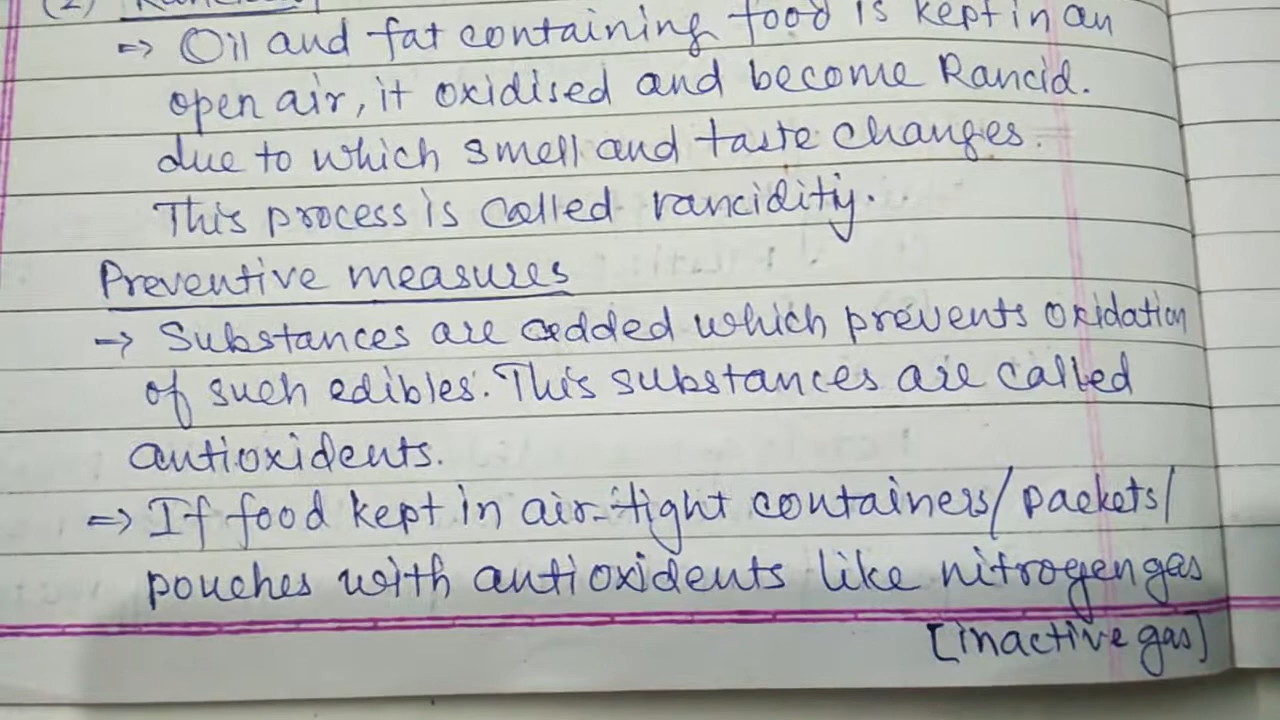 (2) Rancidity
⇒ Oil and fat containing food is kept in an
open air, it oxidised and become Rancid.
due to which smell and taste changes.
This process is called rancidity.
Preventive measures
→ Substances are added which prevents oxidation
of such edibles. This substances are called
antioxidents.
⇒ If food kept in air-tight containers/packets/
pouches with antioxidents like nitrogen gas
[inactive gas]